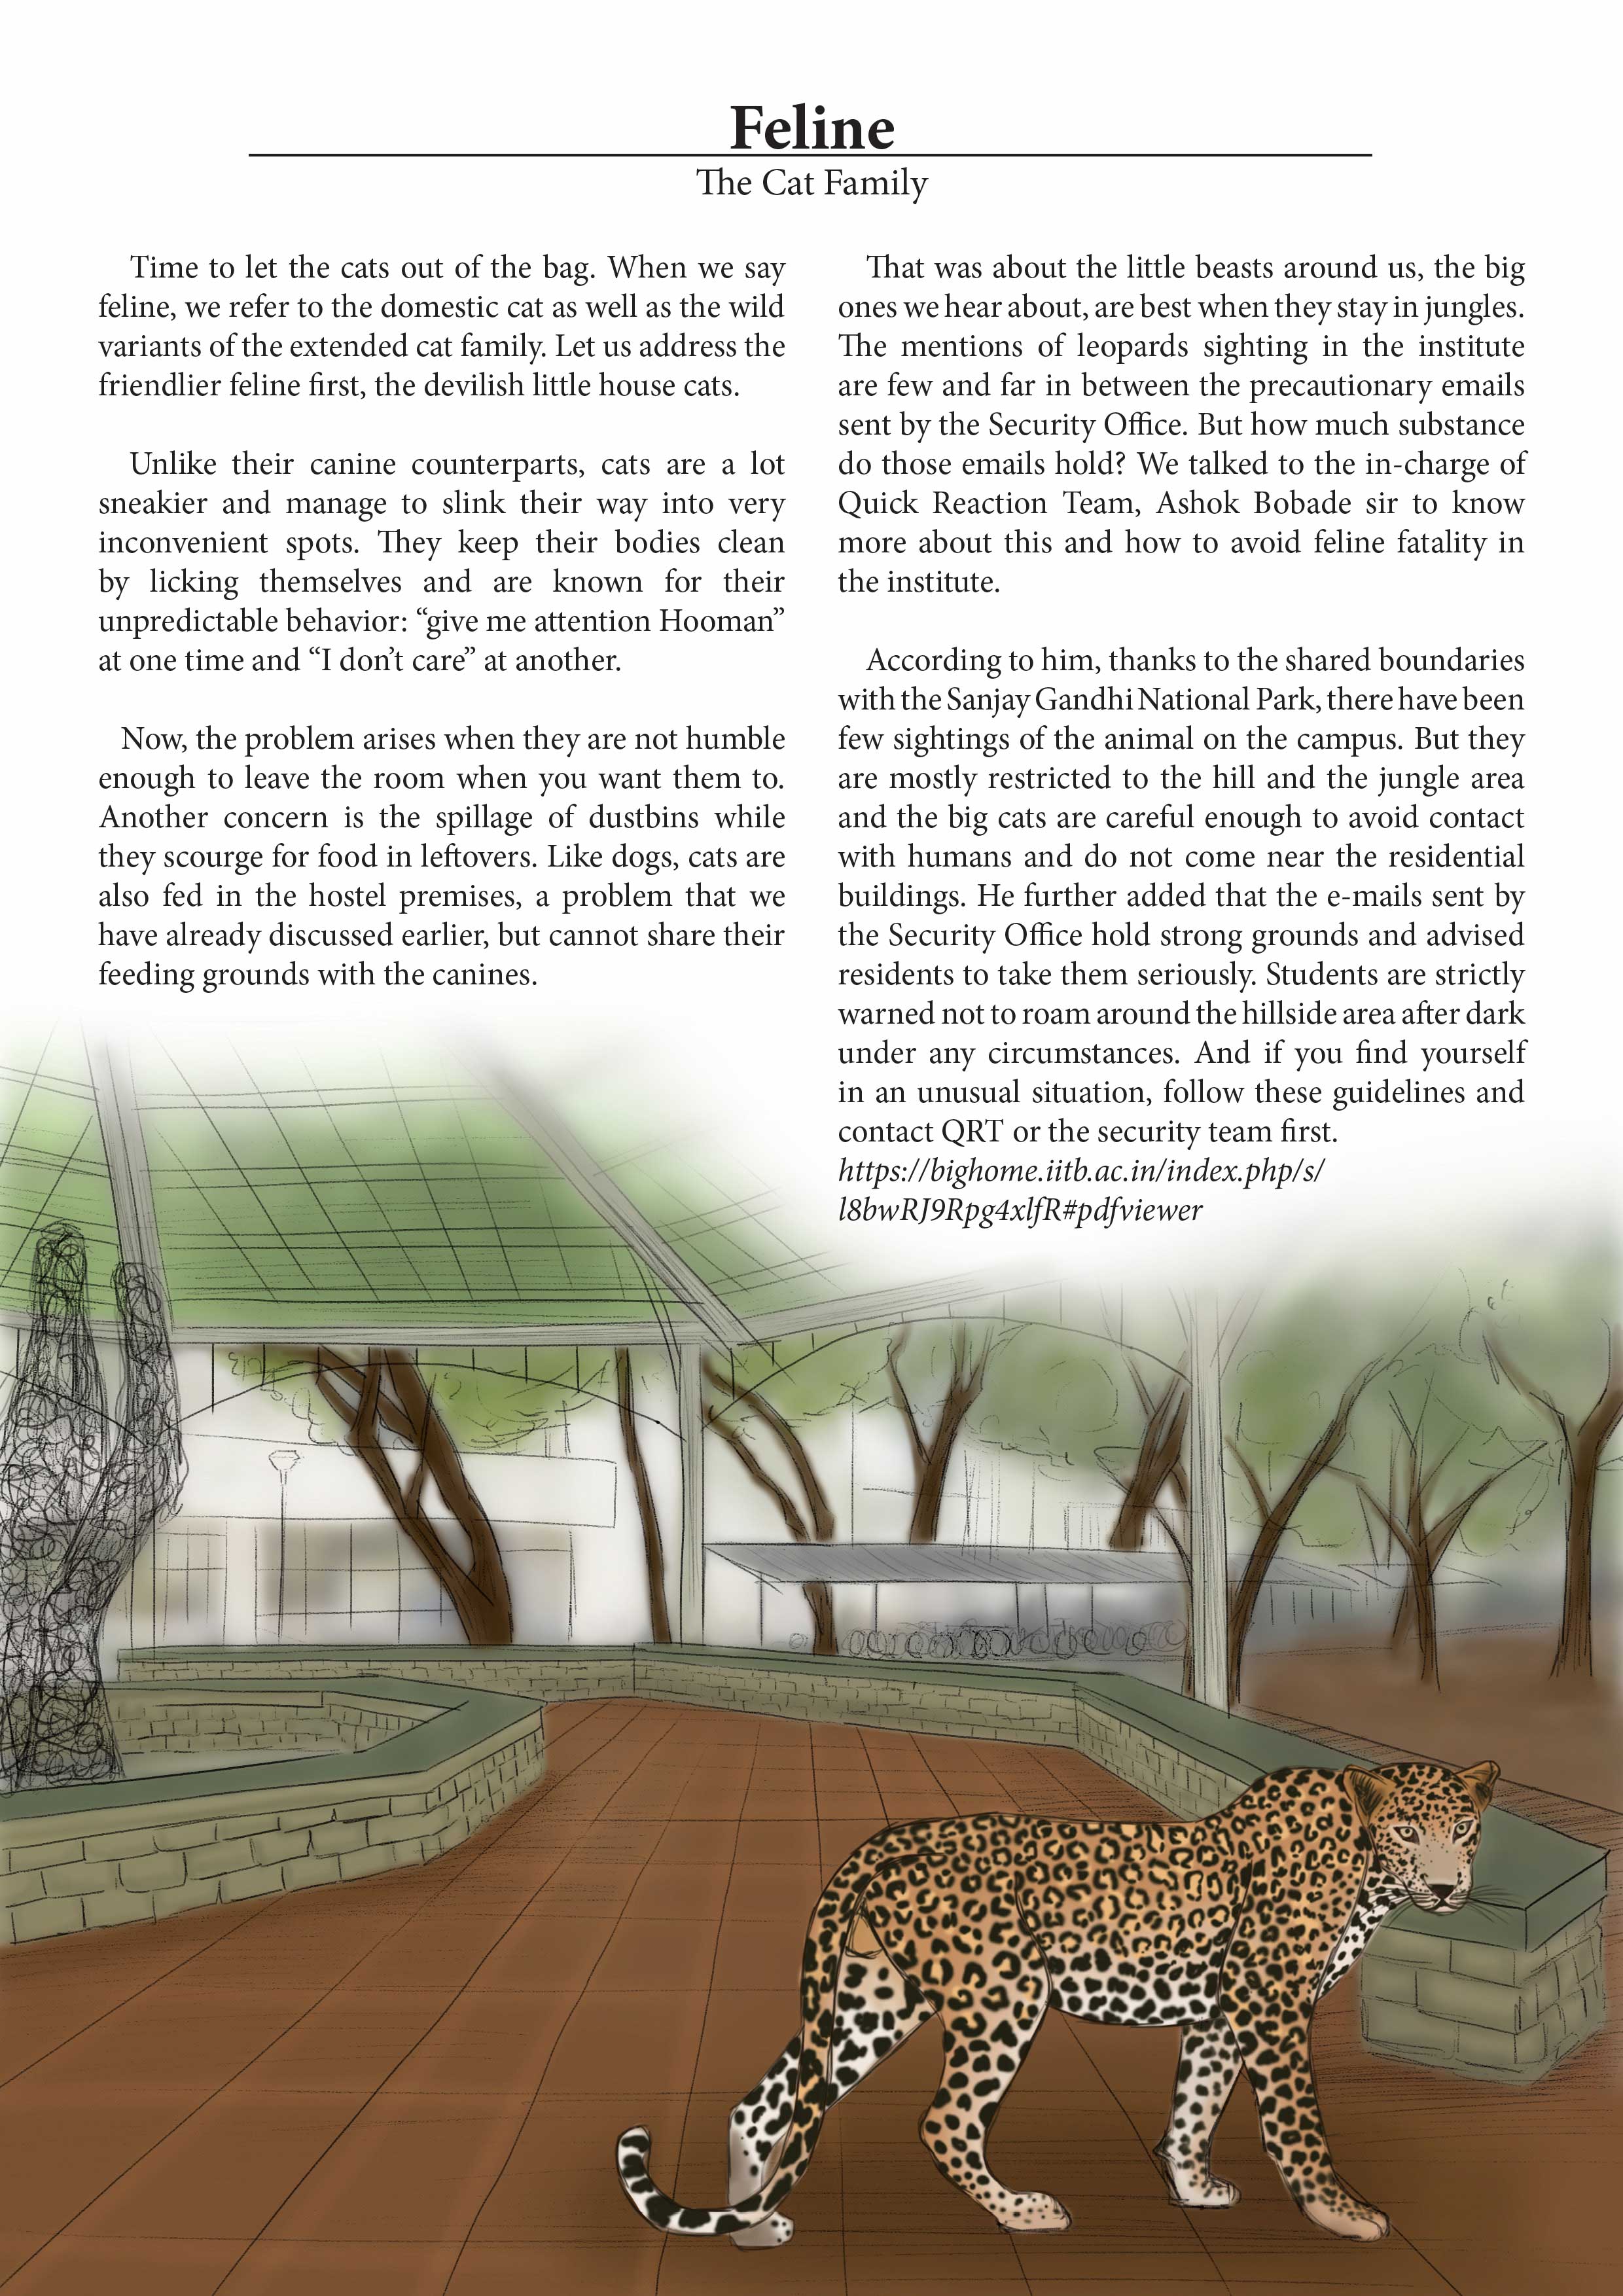 Feline
The Cat Family
Time to let the cats out of the bag. When we say
feline, we refer to the domestic cat as well as the wild
variants of the extended cat family. Let us address the
friendlier feline first, the devilish little house cats.
Unlike their canine counterparts, cats are a lot
sneakier and manage to slink their way into very
inconvenient spots. They keep their bodies clean
by licking themselves and are known for their
unpredictable behavior: “give me attention Hooman”
at one time and “I don’t care” at another.
Now, the problem arises when they are not humble
enough to leave the room when you want them to.
Another concern is the spillage of dustbins while
they scourge for food in leftovers. Like dogs, cats are
also fed in the hostel premises, a problem that we
have already discussed earlier, but cannot share their
feeding grounds with the canines.
That was about the little beasts around us, the big
ones we hear about, are best when they stay in jungles.
The mentions of leopards sighting in the institute
are few and far in between the precautionary emails
sent by the Security Office. But how much substance
do those emails hold? We talked to the in-charge of
Quick Reaction Team, Ashok Bobade sir to know
more about this and how to avoid feline fatality in
the institute.
According to him, thanks to the shared boundaries
with the Sanjay Gandhi National Park, there have been
few sightings of the animal on the campus. But they
are mostly restricted to the hill and the jungle area
and the big cats are careful enough to avoid contact
with humans and do not come near the residential
buildings. He further added that the e-mails sent by
the Security Office hold strong grounds and advised
residents to take them seriously. Students are strictly
warned not to roam around the hillside area after dark
under any circumstances. And if you find yourself
in an unusual situation, follow these guidelines and
contact QRT or the security team first.
https://bighome.iitb.ac.in/index.php/s/
l8bwRJ9Rpg4xlfR#pdfviewer